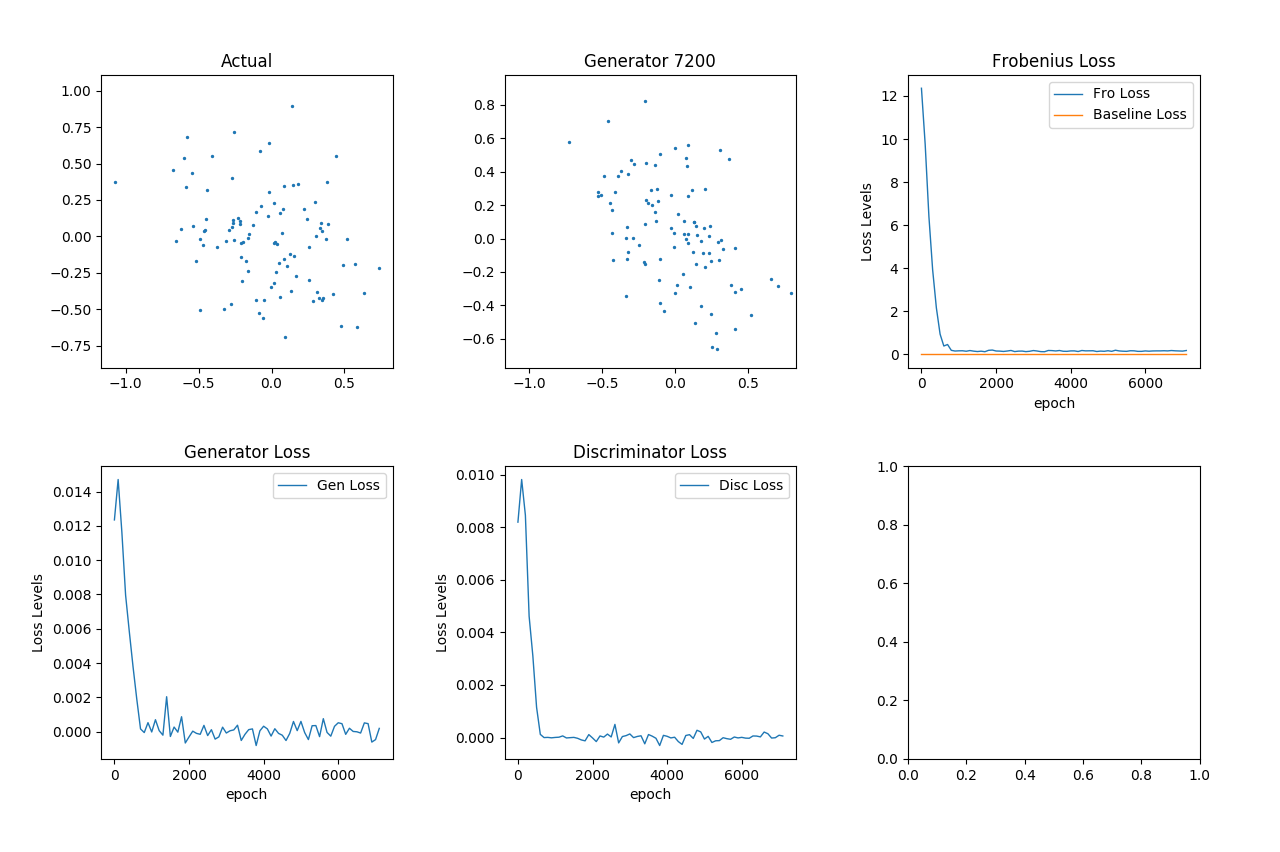 Actual
1.00
0.75
0.50
0.25
0.00
−0.25
−0.50
−0.75
−1.0 −0.5 0.0 0.5
Generator 7200
0.8
0.6
0.4
0.2
0.0
−0.2
−0.4
−0.6
−1.0 −0.5 0.0 0.5
Frobenius Loss
Fro Loss
Baseline Loss
Loss Levels
12
10
8
6
4
2
0
0 2000 4000 6000
epoch
Generator Loss
Gen Loss
Loss Levels
0.014
0.012
0.010
0.008
0.006
0.004
0.002
0.000
0 2000 4000 6000
epoch
Discriminator Loss
Disc Loss
Loss Levels
0.010
0.008
0.006
0.004
0.002
0.000
0 2000 4000 6000
epoch
1.0
0.8
0.6
0.4
0.2
0.0
0.0 0.2 0.4 0.6 0.8 1.0